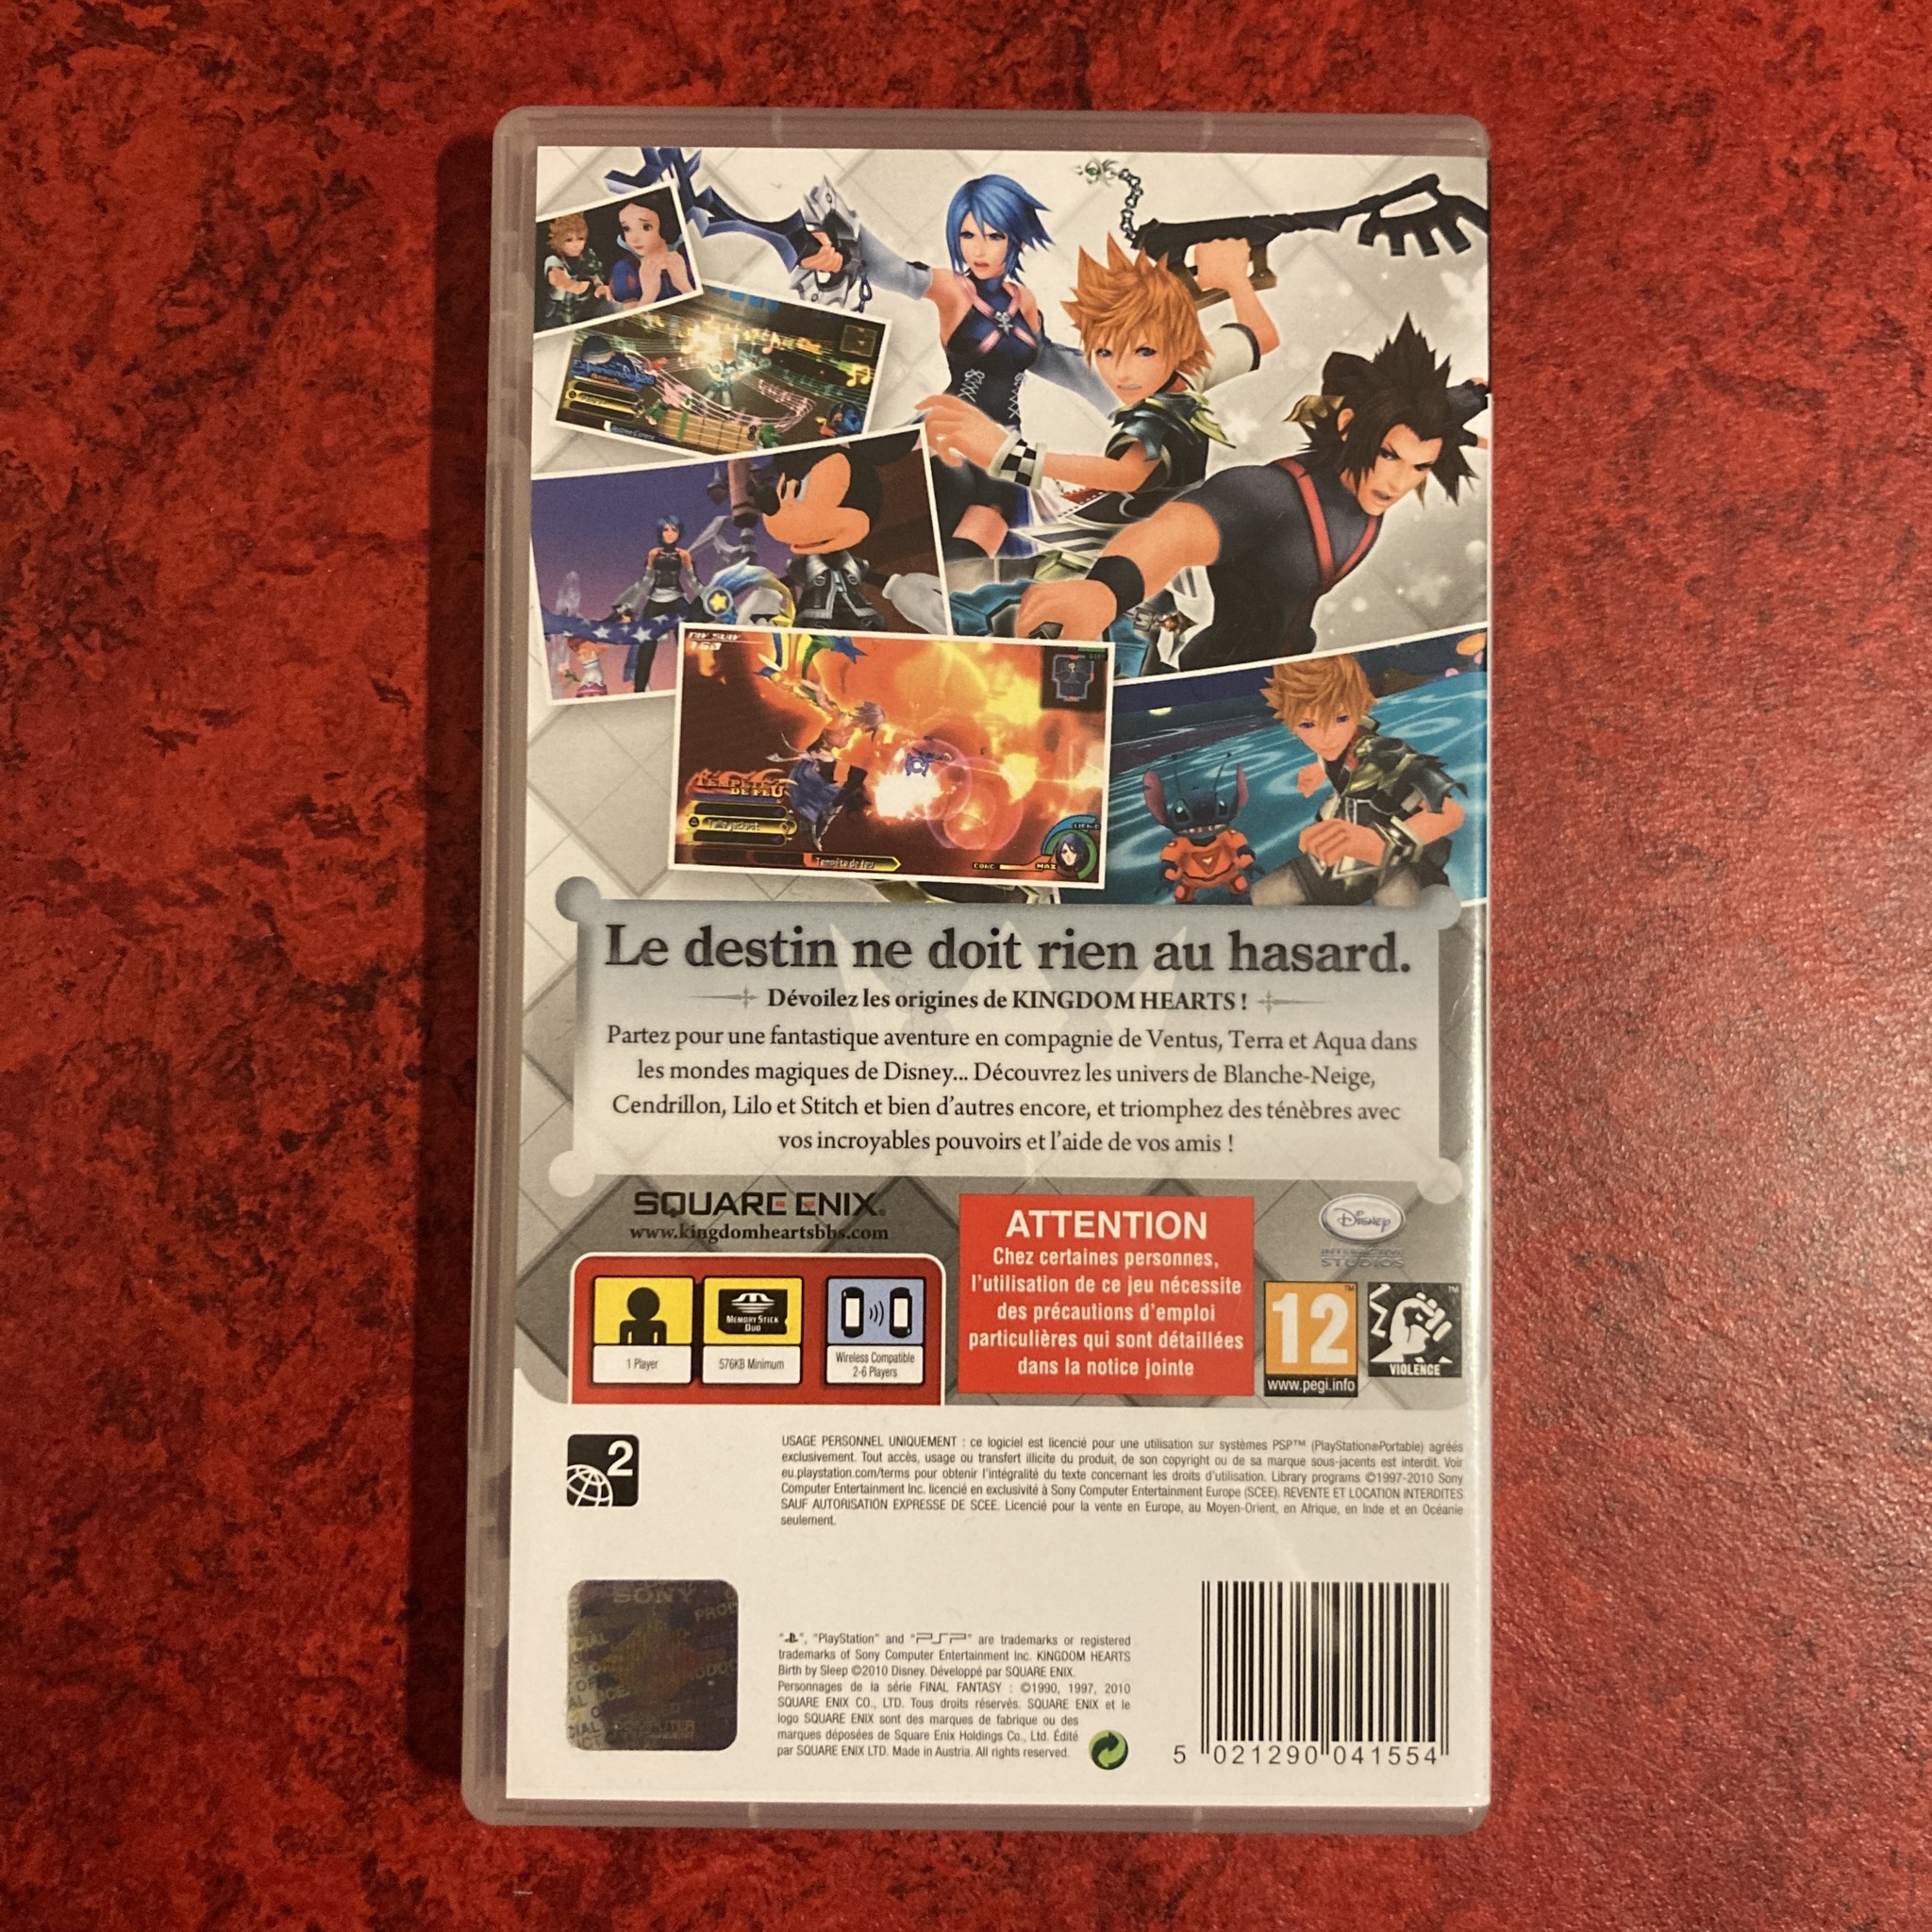 TEMPÊTE
DE FEU
Tempête de feu
MAX
Le destin ne doit rien au hasard.
Dévoilez les origines de KINGDOM HEARTS !
Partez pour une fantastique aventure en compagnie de Ventus, Terra et Aqua dans
les mondes magiques de Disney... Découvrez les univers de Blanche-Neige,
Cendrillon, Lilo et Stitch et bien d'autres encore, et triomphez des ténèbres avec
vos incroyables pouvoirs et l'aide de vos amis !
SQUARE ENIX
www.kingdomheartsbbs.com
1 Player
MEMORY STICK
DUO
576KB Minimum
Wireless Compatible
2-6 Players
ATTENTION
Chez certaines personnes,
l'utilisation de ce jeu nécessite
des précautions d'emploi
particulières qui sont détaillées
dans la notice jointe
Disney
INTERACTIVE
STUDIOS
12
www.pegi.info
VIOLENCE
2
USAGE PERSONNEL UNIQUEMENT : ce logiciel est licencié pour une utilisation sur systèmes PSP™ (PlayStation®Portable) agréés
exclusivement. Tout accès, usage ou transfert illicite du produit, de son copyright ou de sa marque sous-jacents est interdit. Voir
eu.playstation.com/terms pour obtenir l'intégralité du texte concernant les droits d'utilisation. Library programs ©1997-2010 Sony
Computer Entertainment Inc. licencié en exclusivité à Sony Computer Entertainment Europe (SCEE). REVENTE ET LOCATION INTERDITES
SAUF AUTORISATION EXPRESSE DE SCEE. Licencié pour la vente en Europe, au Moyen-Orient, en Afrique, en Inde et en Océanie
seulement.
SONY
"PlayStation" and "PSP" are trademarks or registered
trademarks of Sony Computer Entertainment Inc. KINGDOM HEARTS
Birth by Sleep ©2010 Disney. Développé par SQUARE ENIX.
Personnages de la série FINAL FANTASY : ©1990, 1997, 2010
SQUARE ENIX CO., LTD. Tous droits réservés. SQUARE ENIX et le
logo SQUARE ENIX sont des marques de fabrique ou des
marques déposées de Square Enix Holdings Co., Ltd. Édité
par SQUARE ENIX LTD. Made in Austria. All rights reserved.
5 021290 041554